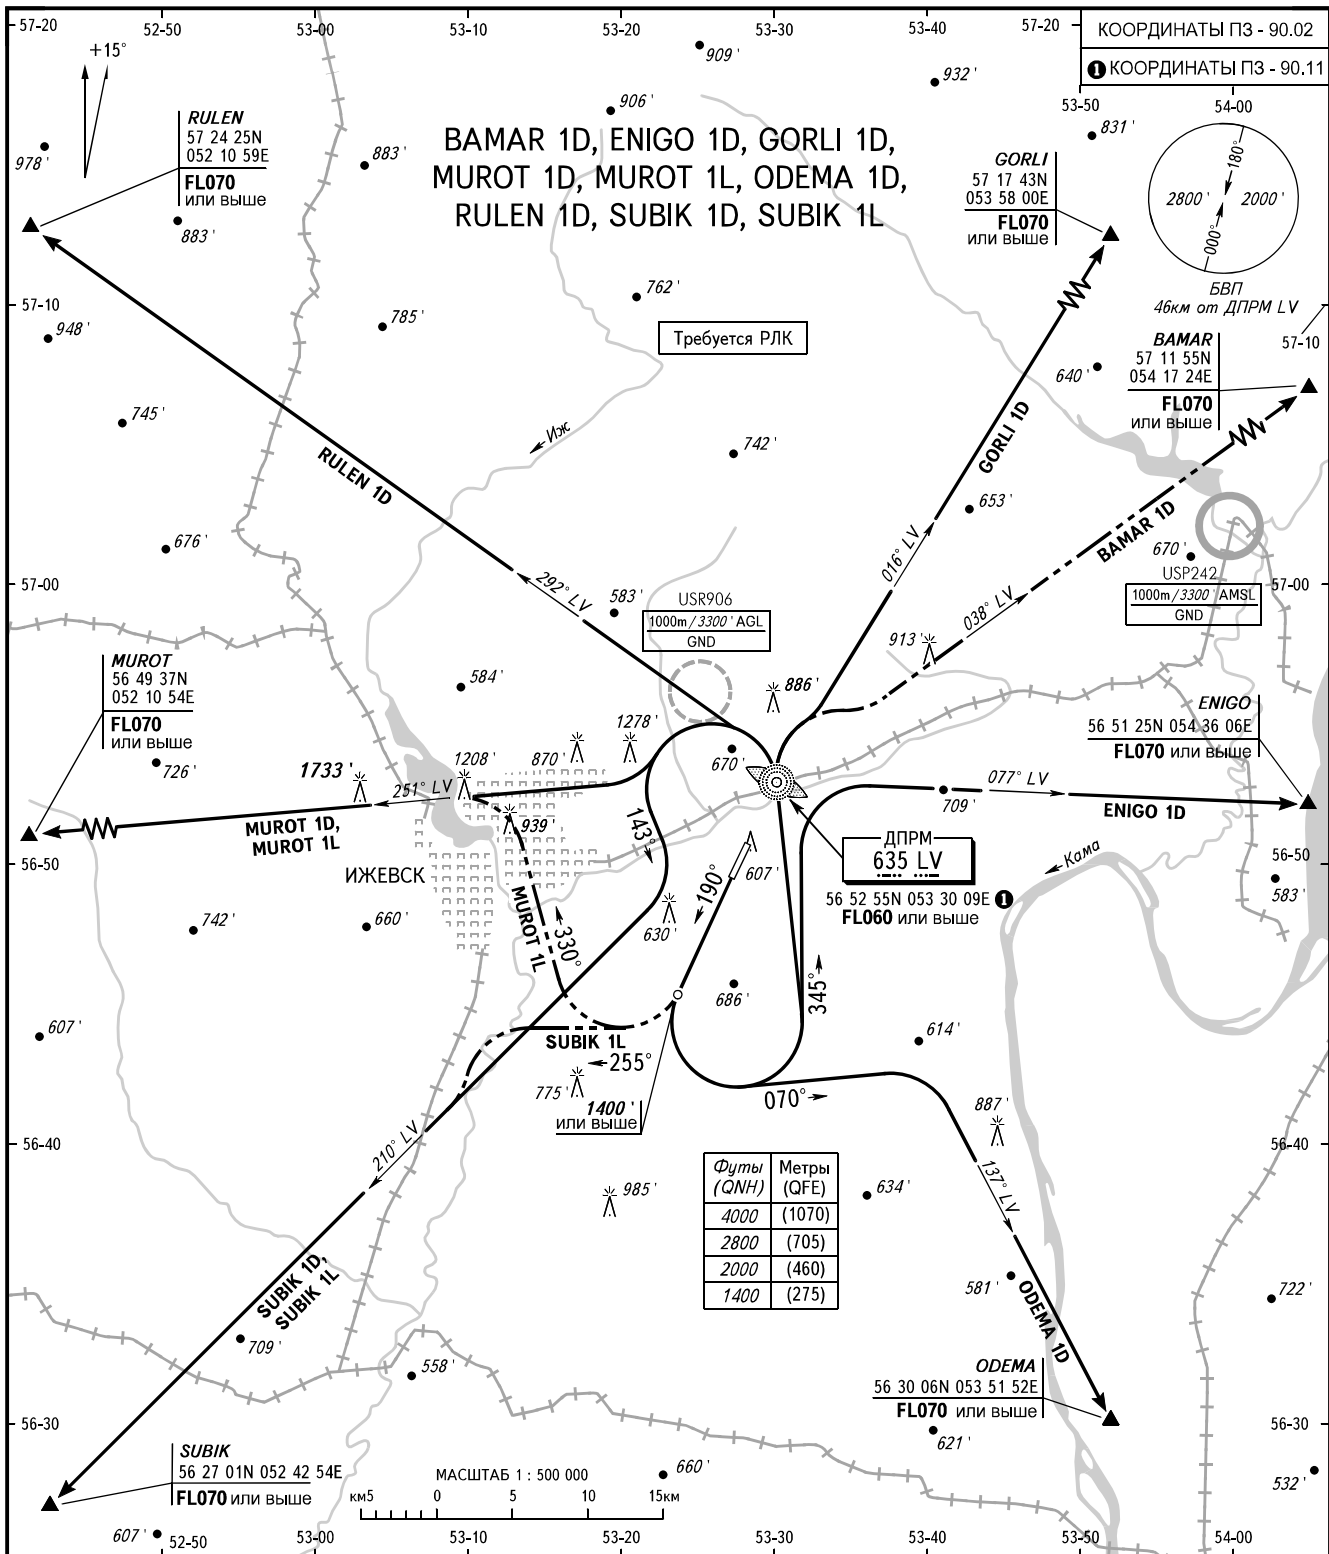 57-20
52-50
53-00
53-10
53-20
53-30
53-40
57-20
КООРДИНАТЫ ПЗ - 90.02
1 КООРДИНАТЫ ПЗ - 90.11
53-50
54-00
+15°
909 '
932 '
906 '
831 '
978 '
883 '
883 '
RULEN
57 24 25N
052 10 59E
FL070
или выше
BAMAR 1D, ENIGO 1D, GORLI 1D,
MUROT 1D, MUROT 1L, ODEMA 1D,
RULEN 1D, SUBIK 1D, SUBIK 1L
GORLI
57 17 43N
053 58 00E
FL070
или выше
180°
2800 '
2000 '
000°
БВП
46км от ДПРМ LV
57-10
57-10
762 '
785 '
948 '
Требуется РЛК
BAMAR
57 11 55N
054 17 24E
FL070
или выше
640 '
745 '
Иж
742 '
RULEN 1D
GORLI 1D
653 '
BAMAR 1D
676 '
670 '
016° LV
292° LV
038° LV
57-00
57-00
583 '
USR906
1000m/3300 ' AGL
GND
USP242
1000m/3300 ' AMSL
GND
913 '
MUROT
56 49 37N
052 10 54E
FL070
или выше
584 '
886 '
ENIGO
56 51 25N 054 36 06E
FL070 или выше
1278 '
870 '
1208 '
670 '
726 '
1733 '
251° LV
077° LV
709 '
ENIGO 1D
MUROT 1D,
MUROT 1L
939 '
143°
ДПРМ
635 LV
56 52 55N 053 30 09E 1
FL060 или выше
Кама
56-50
56-50
ИЖЕВСК
607 '
190°
583 '
742 '
660 '
MUROT 1L
330°
630 '
345°
686 '
607 '
614 '
SUBIK 1L
255°
775 '
1400 '
или выше
070°
887 '
56-40
56-40
210° LV
137° LV
985 '
634 '
Футы
(QNH)
Метры
(QFE)
4000 (1070)
2800 (705)
2000 (460)
1400 (275)
581 '
722 '
SUBIK 1D,
SUBIK 1L
ODEMA 1D
709 '
558 '
ODEMA
56 30 06N 053 51 52E
FL070 или выше
56-30
56-30
621 '
SUBIK
56 27 01N 052 42 54E
FL070 или выше
660 '
532 '
МАСШТАБ 1 : 500 000
км5 0 5 10 15км
607 '
52-50
53-00
53-10
53-20
53-30
53-40
53-50
54-00